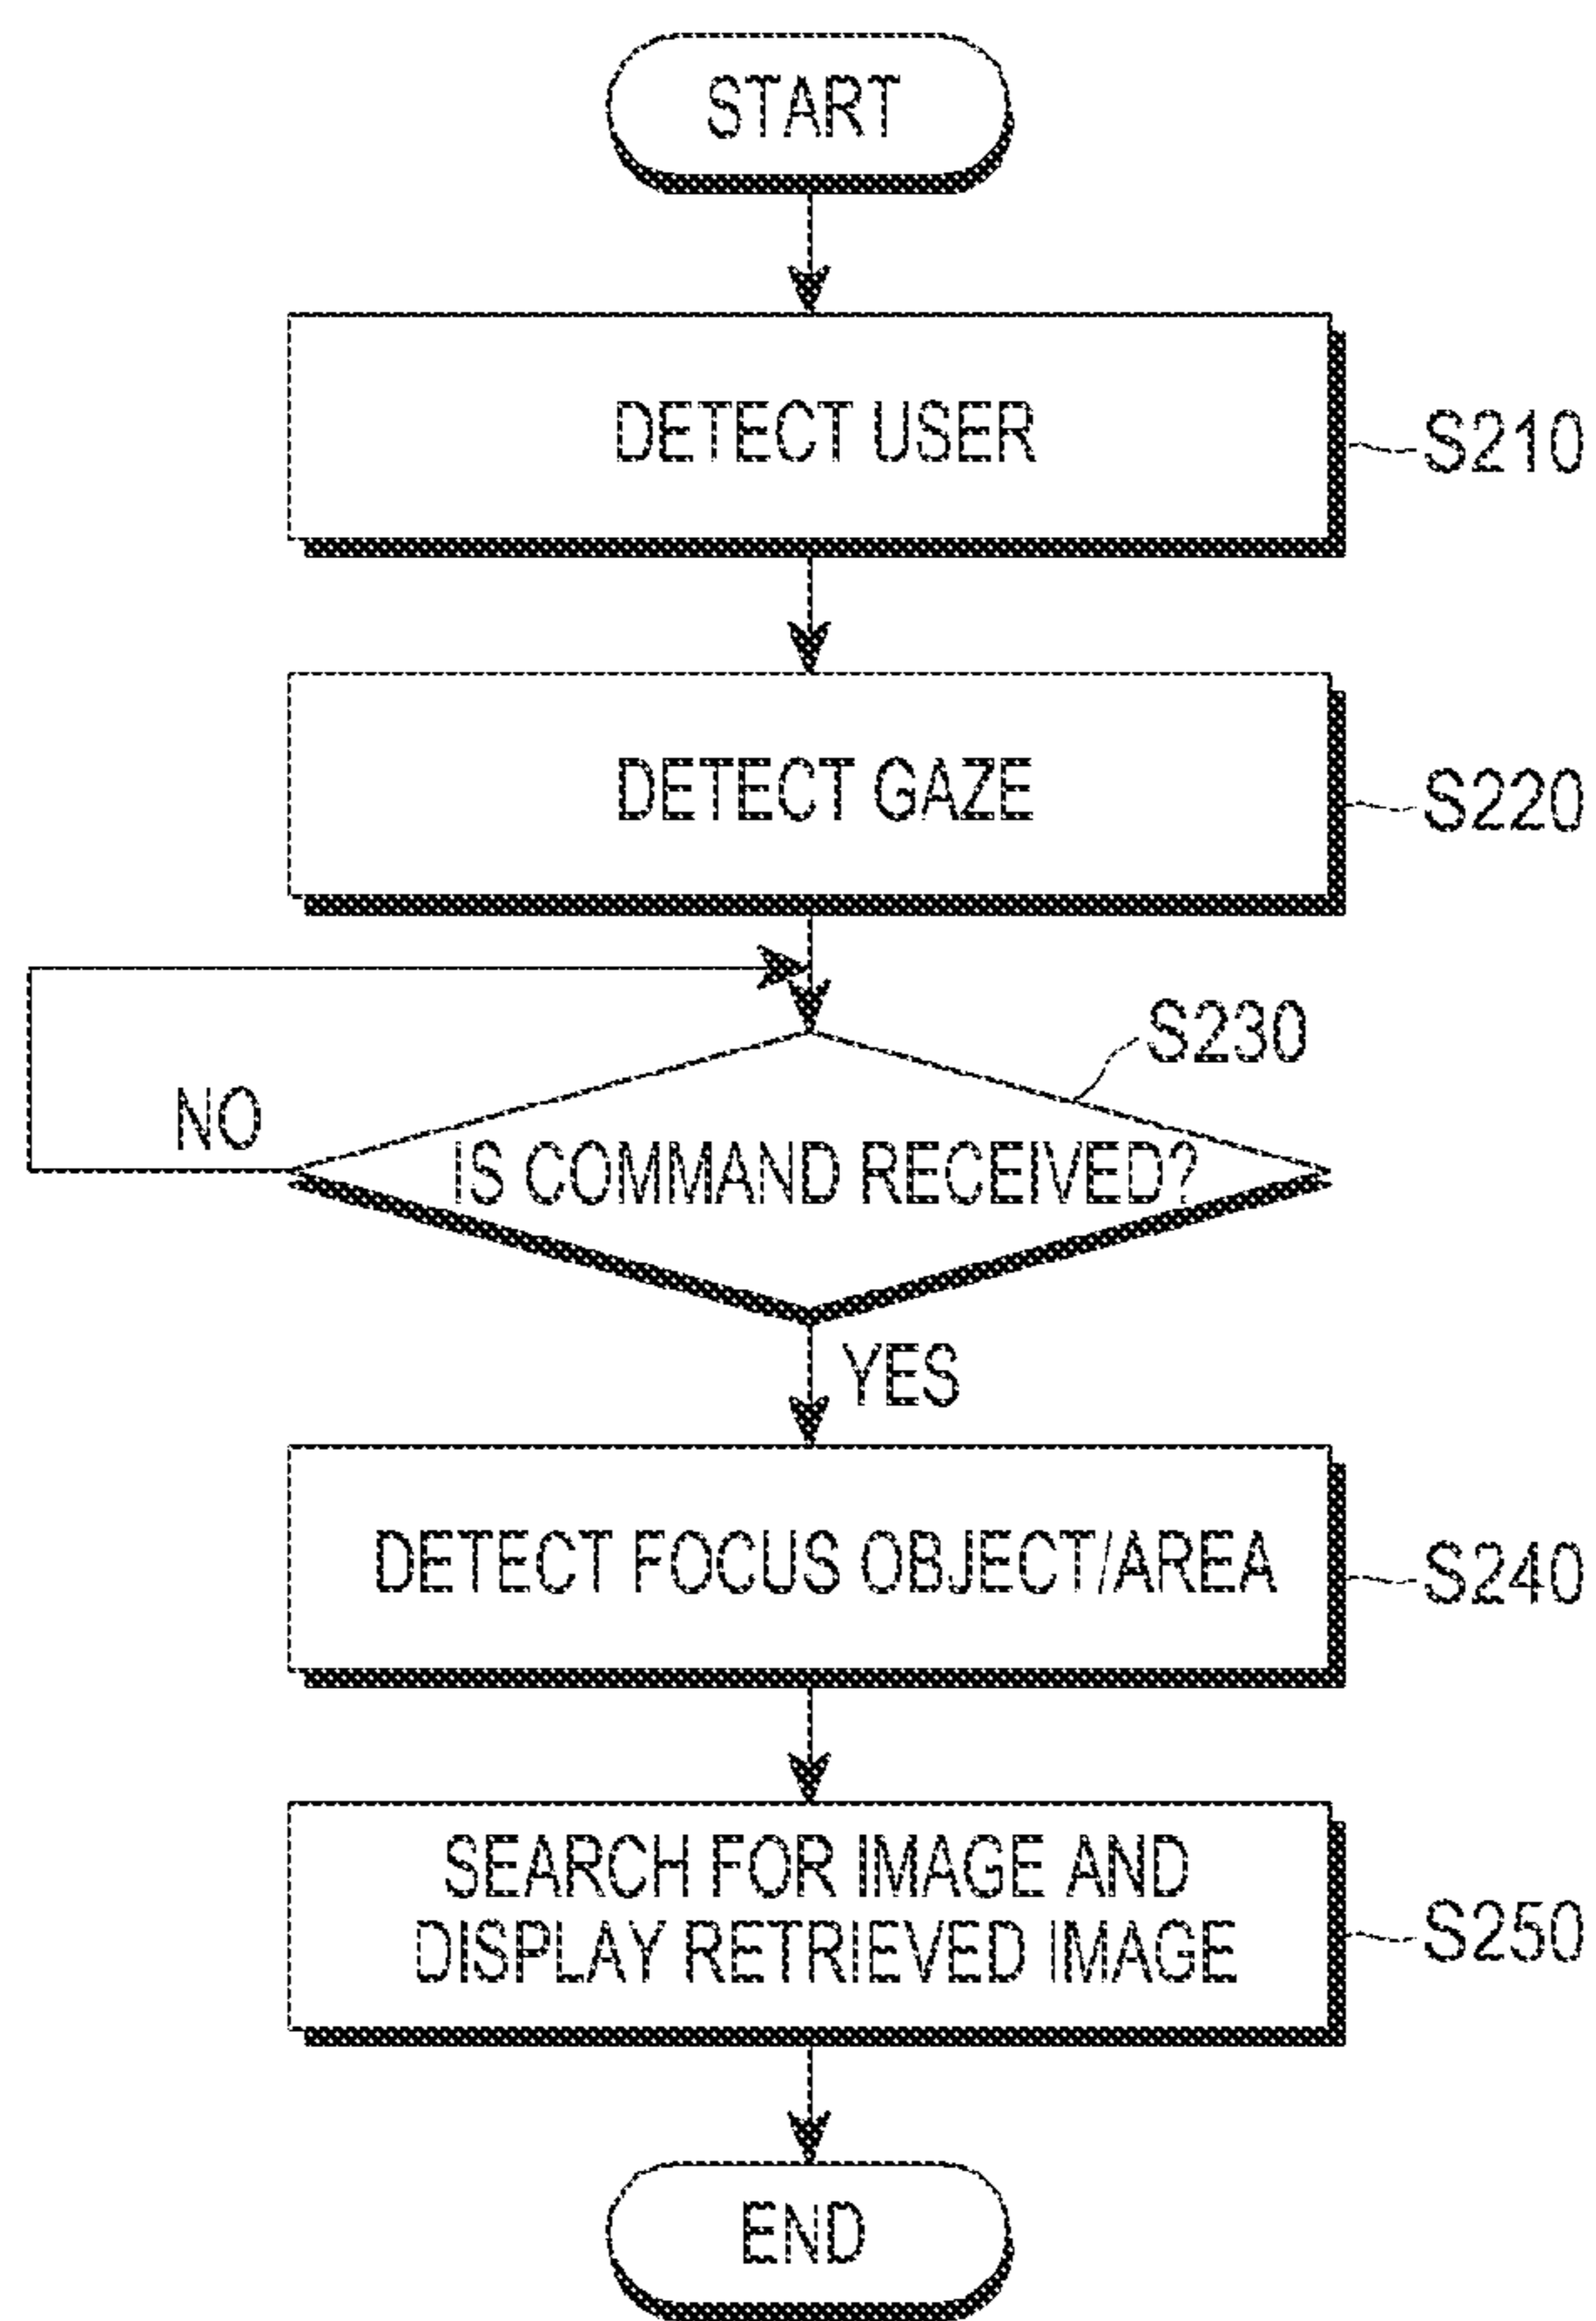 START
DETECT USER
S210
DETECT GAZE
S220
S230
NO
IS COMMAND RECEIVED?
YES
DETECT FOCUS OBJECT/AREA
S240
SEARCH FOR IMAGE AND
DISPLAY RETRIEVED IMAGE
S250
END